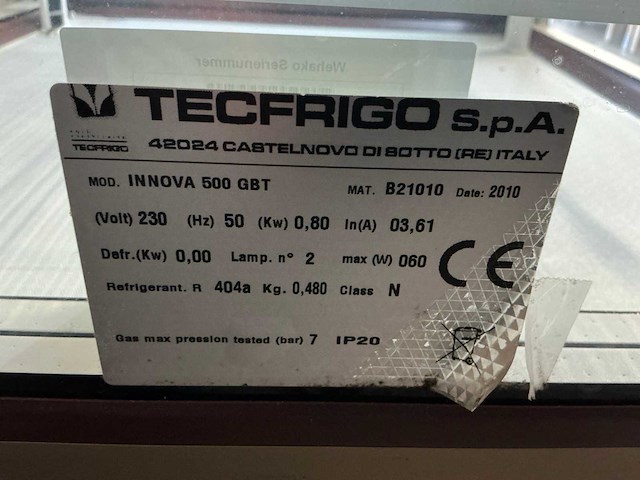 Wehako Seriennummer
TECFRIGO S.p.A.
TECFRIGO
42024 CASTELNOVO DI SOTTO (RE) ITALY
MOD. INNOVA 500 GBT MAT. B21010 Date: 2010
(Volt) 230 (Hz) 50 (Kw) 0,80 In(A) 03,61
Defr.(Kw) 0,00 Lamp. n° 2 max (W) 060 CE
Refrigerant. R 404a Kg. 0,480 Class N
Gas max pression tested (bar) 7 IP20